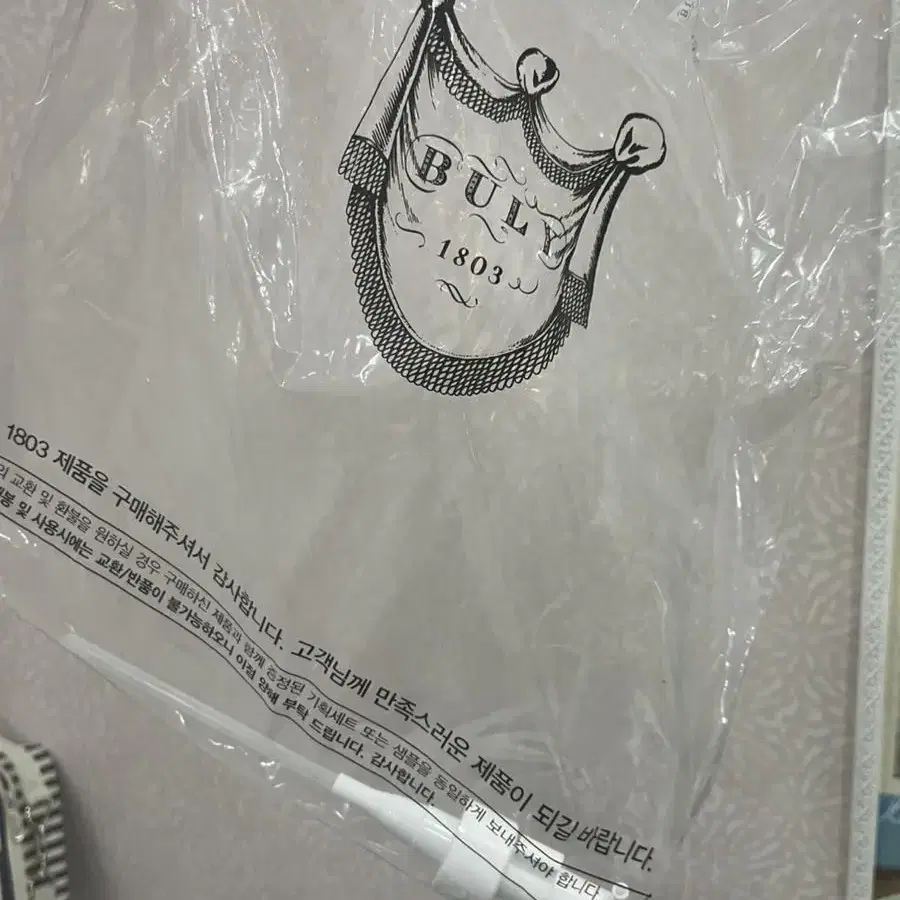 BULY
1803
1803 제품을 구매해주셔서 감사합니다. 고객님께 만족스러운 제품이 되길 바랍니다.
교환 및 환불을 원하실 경우 구매하신 제품과 함께 증정된 기획세트 또는 샘플을 동일하게 보내주셔야 합니다
및 사용시에는 교환/반품이 불가능하오니 이점 양해 부탁 드립니다. 감사합니다.